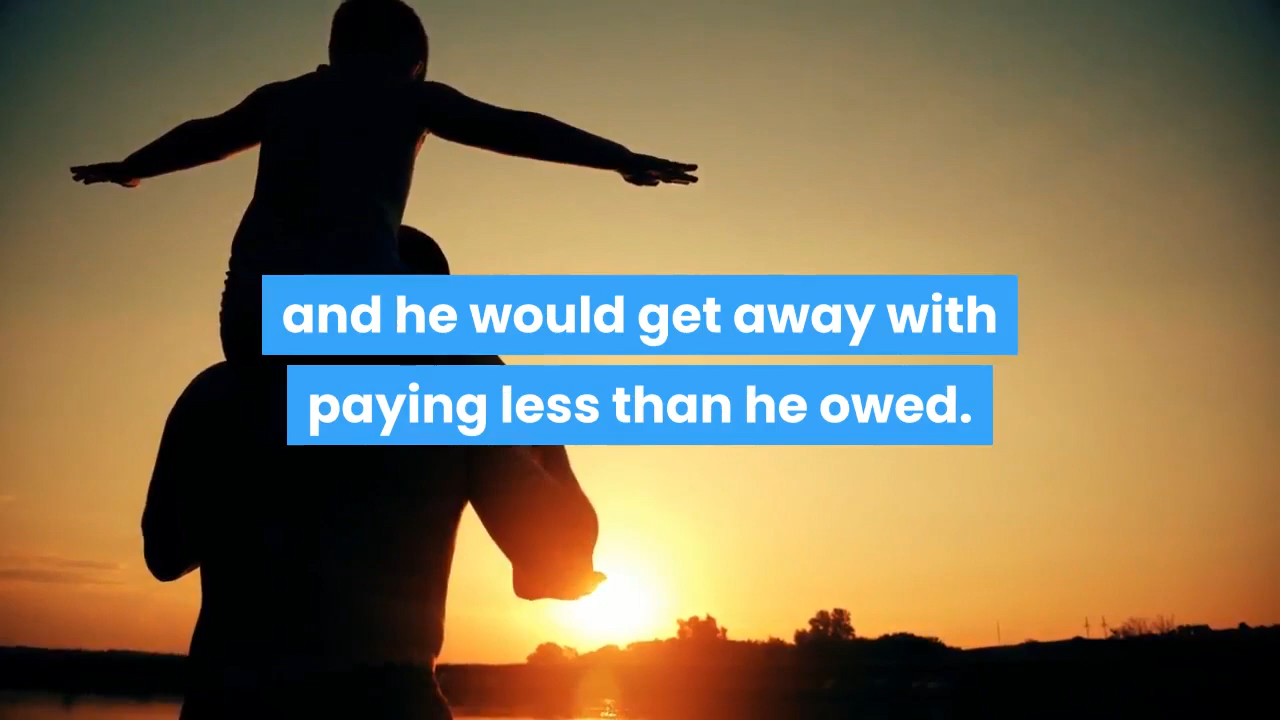 and he would get away with
paying less than he owed.